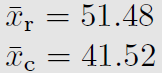 x̄r = 51.48
x̄c = 41.52